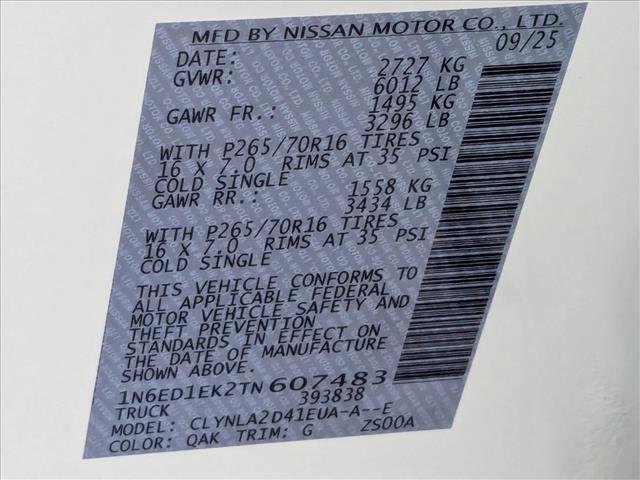 MFD BY NISSAN MOTOR CO., LTD.
DATE: 09/25
GVWR: 2727 KG
6012 LB
GAWR FR.: 1495 KG
3296 LB
WITH P265/70R16 TIRES
16 X 7.0 RIMS AT 35 PSI
COLD SINGLE
GAWR RR.: 1558 KG
3434 LB
WITH P265/70R16 TIRES
16 X 7.0 RIMS AT 35 PSI
COLD SINGLE
THIS VEHICLE CONFORMS TO
ALL APPLICABLE FEDERAL
MOTOR VEHICLE SAFETY AND
THEFT PREVENTION
STANDARDS IN EFFECT ON
THE DATE OF MANUFACTURE
SHOWN ABOVE.
1N6ED1EK2TN607483
TRUCK 393838
MODEL: CLYNLA2D41EUA-A--E
COLOR: QAK TRIM: G ZS00A